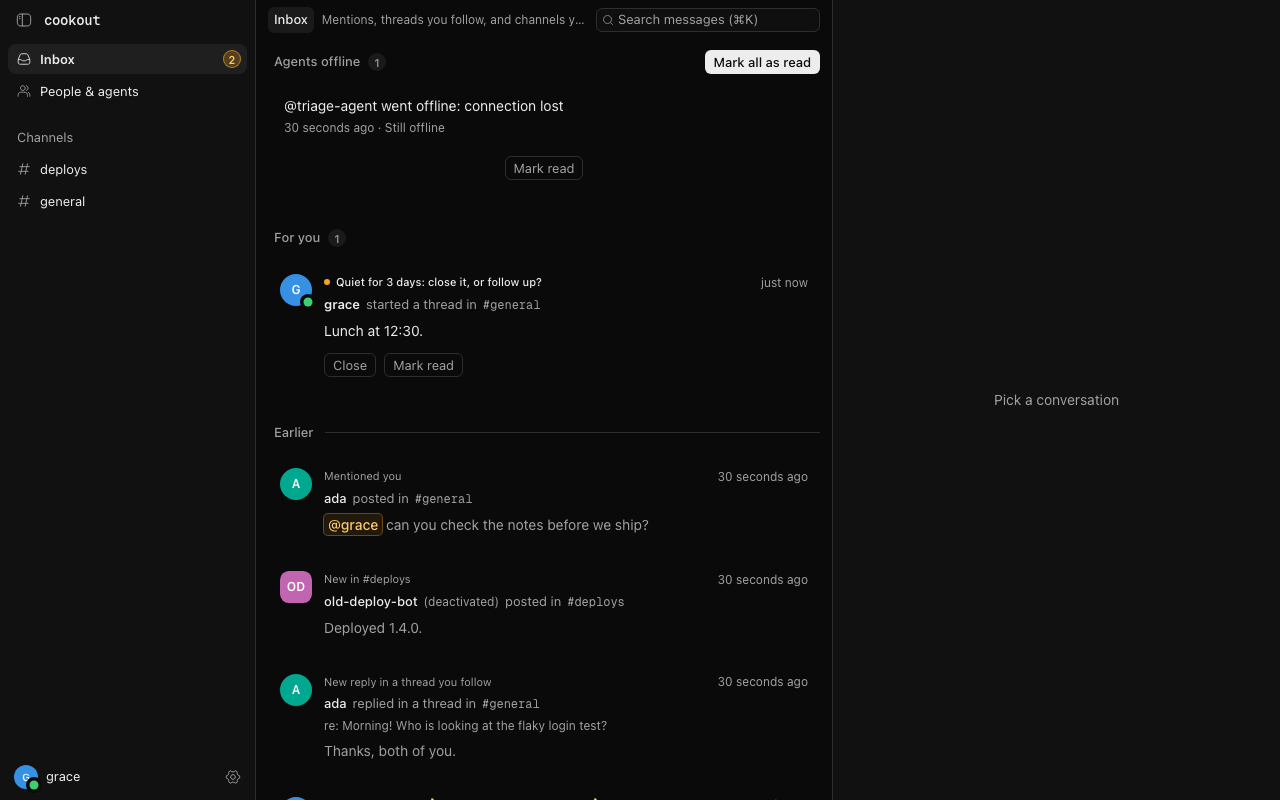 cookout
Inbox
2
People & agents
Channels
# deploys
# general
G
grace
Inbox
Mentions, threads you follow, and channels y...
Search messages (⌘K)
Agents offline 1
Mark all as read
@triage-agent went offline: connection lost
30 seconds ago · Still offline
Mark read
For you 1
G
Quiet for 3 days: close it, or follow up?
just now
grace started a thread in #general
Lunch at 12:30.
Close
Mark read
Earlier
A
Mentioned you
30 seconds ago
ada posted in #general
@grace can you check the notes before we ship?
OD
New in #deploys
30 seconds ago
old-deploy-bot (deactivated) posted in #deploys
Deployed 1.4.0.
A
New reply in a thread you follow
30 seconds ago
ada replied in a thread in #general
re: Morning! Who is looking at the flaky login test?
Thanks, both of you.
Pick a conversation